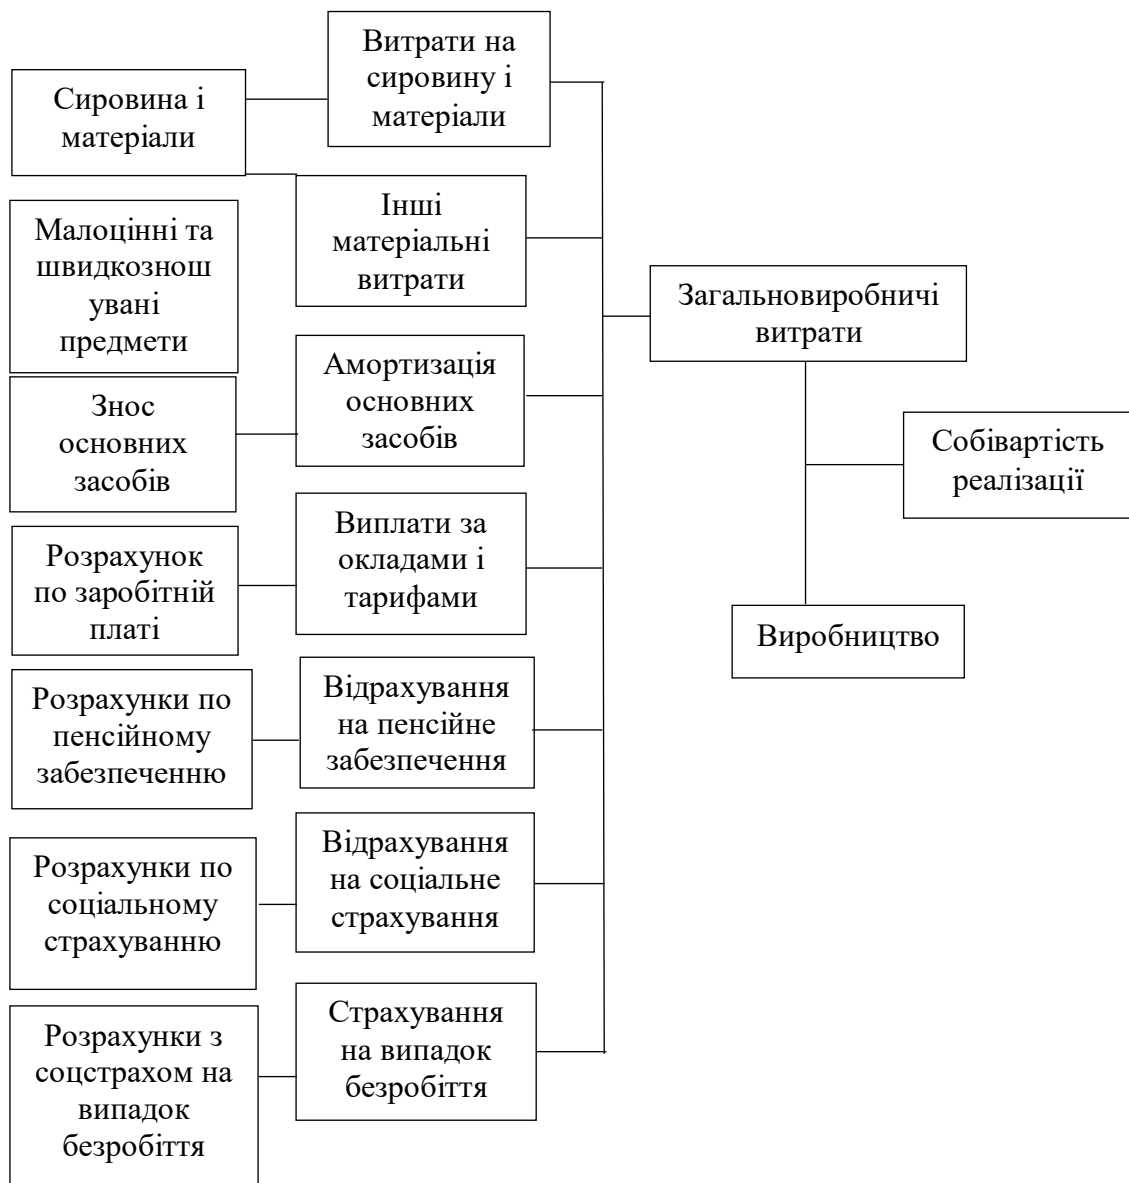 Сировина і
матеріали
Витрати на
сировину і
матеріали
Малоцінні та
швидкознош
увані
предмети
Інші
матеріальні
витрати
Знос
основних
засобів
Амортизація
основних
засобів
Розрахунок
по заробітній
платі
Виплати за
окладами і
тарифами
Розрахунки по
пенсійному
забезпеченню
Відрахування
на пенсійне
забезпечення
Розрахунки по
соціальному
страхуванню
Відрахування
на соціальне
страхування
Розрахунки з
соцстрахом на
випадок
безробіття
Страхування
на випадок
безробіття
Загальновиробничі
витрати
Собівартість
реалізації
Виробництво